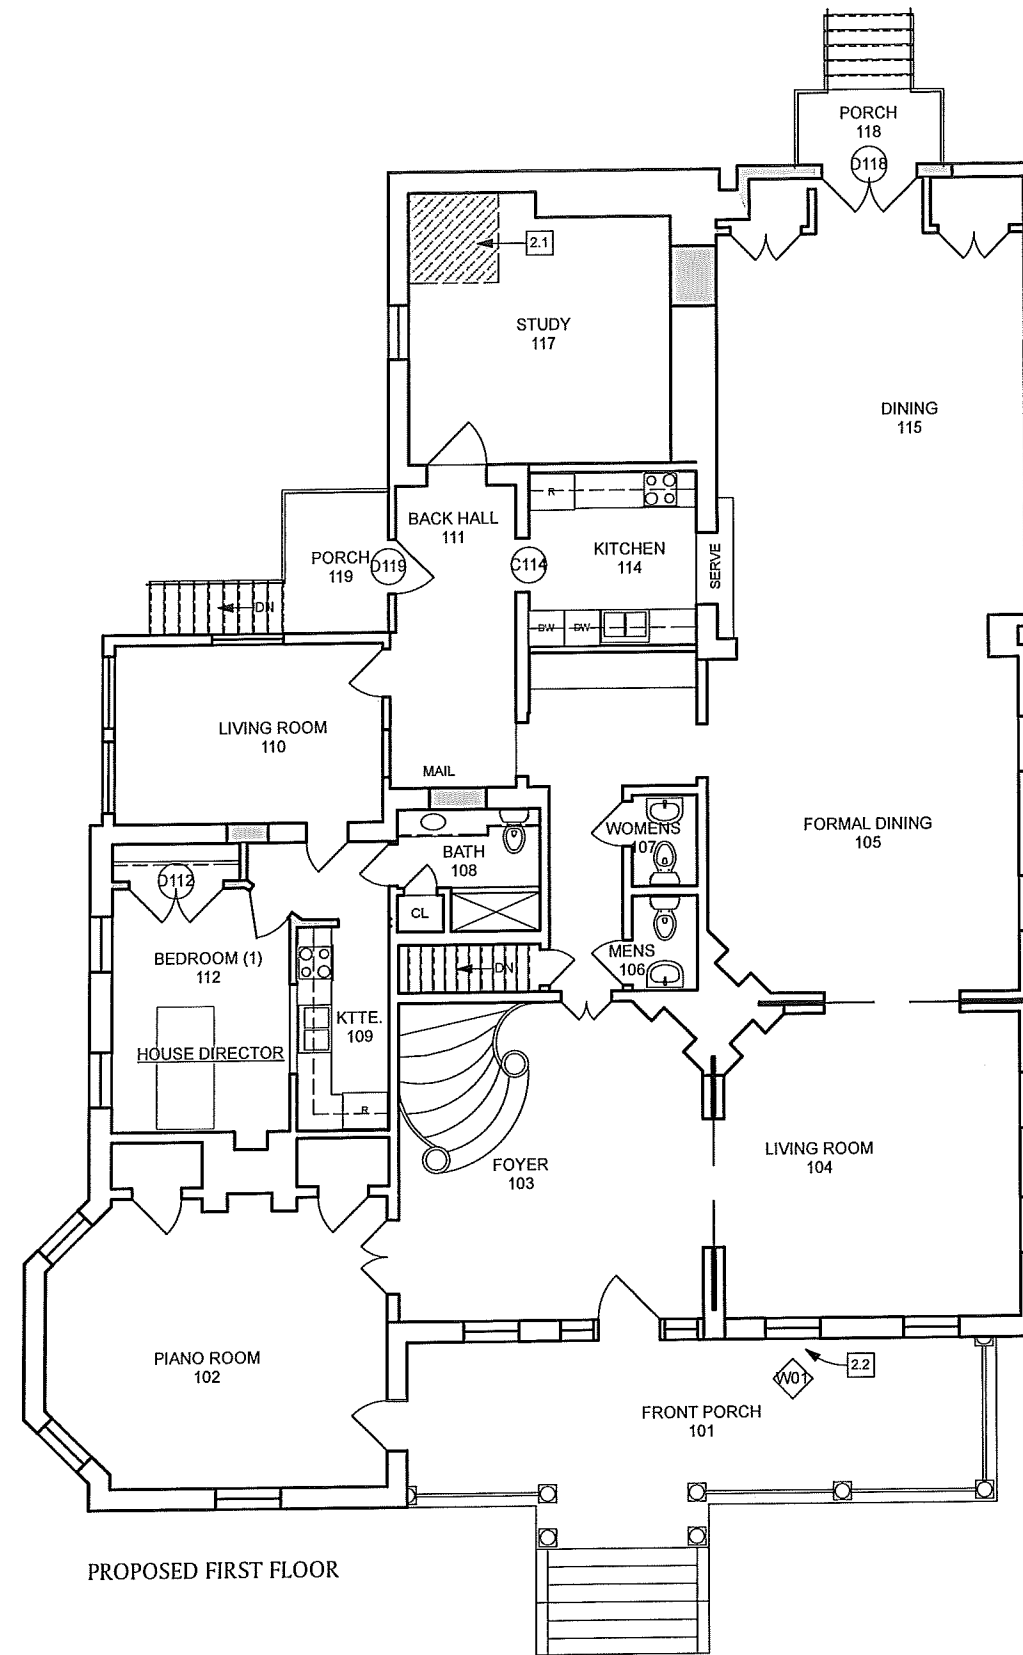 PORCH
118
D118
2.1
STUDY
117
DINING
115
R
BACK HALL
111
PORCH
119
D119
C114
KITCHEN
114
SERVE
DN
DW
DW
LIVING ROOM
110
MAIL
WOMENS
107
FORMAL DINING
105
BATH
108
D112
CL
BEDROOM (1)
112
MENS
106
DN
KTTE.
109
HOUSE DIRECTOR
R
FOYER
103
LIVING ROOM
104
PIANO ROOM
102
2.2
W01
FRONT PORCH
101
PROPOSED FIRST FLOOR